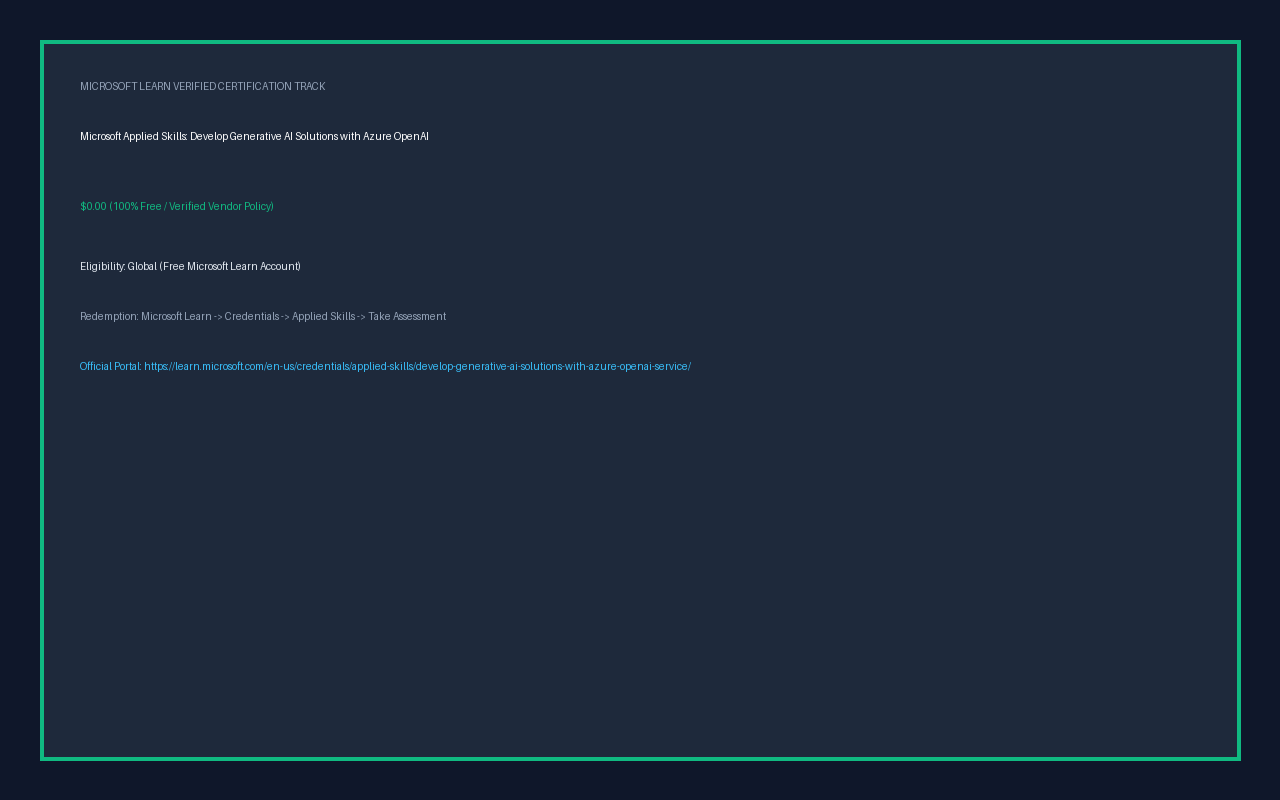 MICROSOFT LEARN VERIFIED CERTIFICATION TRACK
Microsoft Applied Skills: Develop Generative AI Solutions with Azure OpenAI
$0.00 (100% Free / Verified Vendor Policy)
Eligibility: Global (Free Microsoft Learn Account)
Redemption: Microsoft Learn -> Credentials -> Applied Skills -> Take Assessment
Official Portal: https://learn.microsoft.com/en-us/credentials/applied-skills/develop-generative-ai-solutions-with-azure-openai-service/